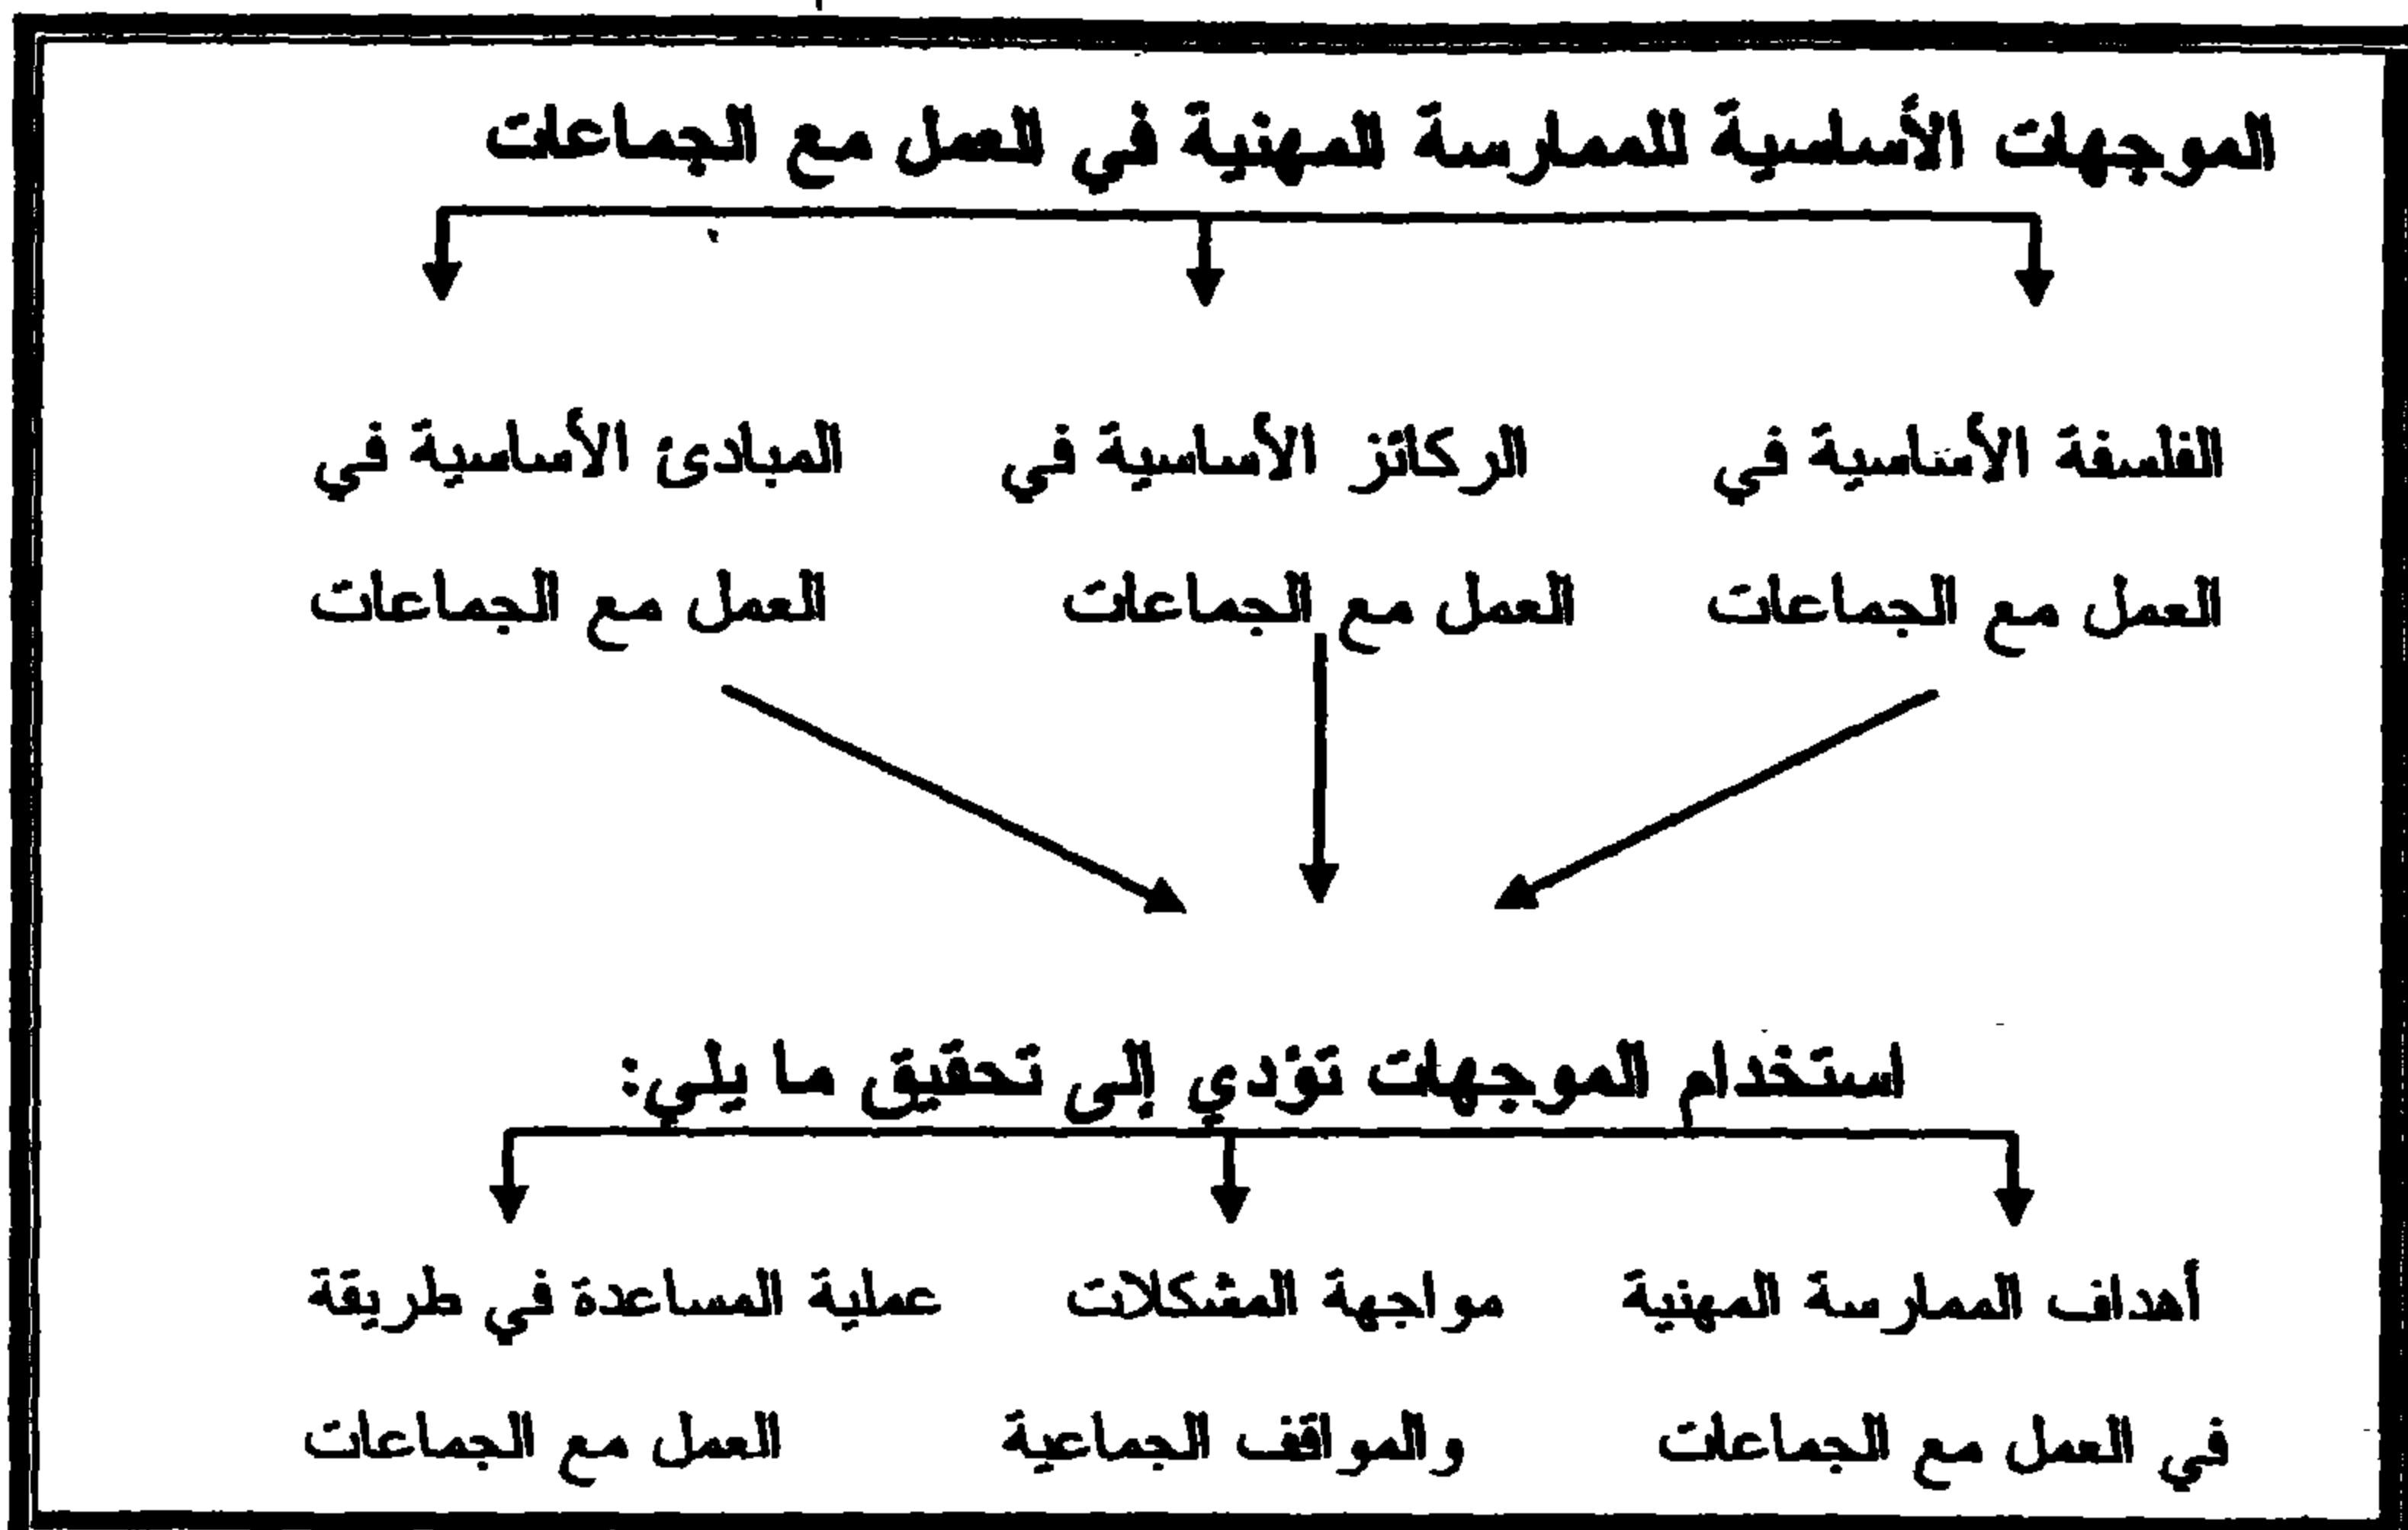 الموجهات الأساسية للممارسة المهنية في العمل مع الجماعات
الفلسفة الأساسية في
العمل مع الجماعات
الركائز الأساسية في
العمل مع الجماعات
المبادئ الأساسية في
العمل مع الجماعات
استخدام الموجهات تؤدي إلى تحقيق ما يلي:
أهداف الممارسة المهنية
في العمل مع الجماعات
مواجهة المشكلات
والمواقف الجماعية
عملية المساعدة في طريقة
العمل مع الجماعات